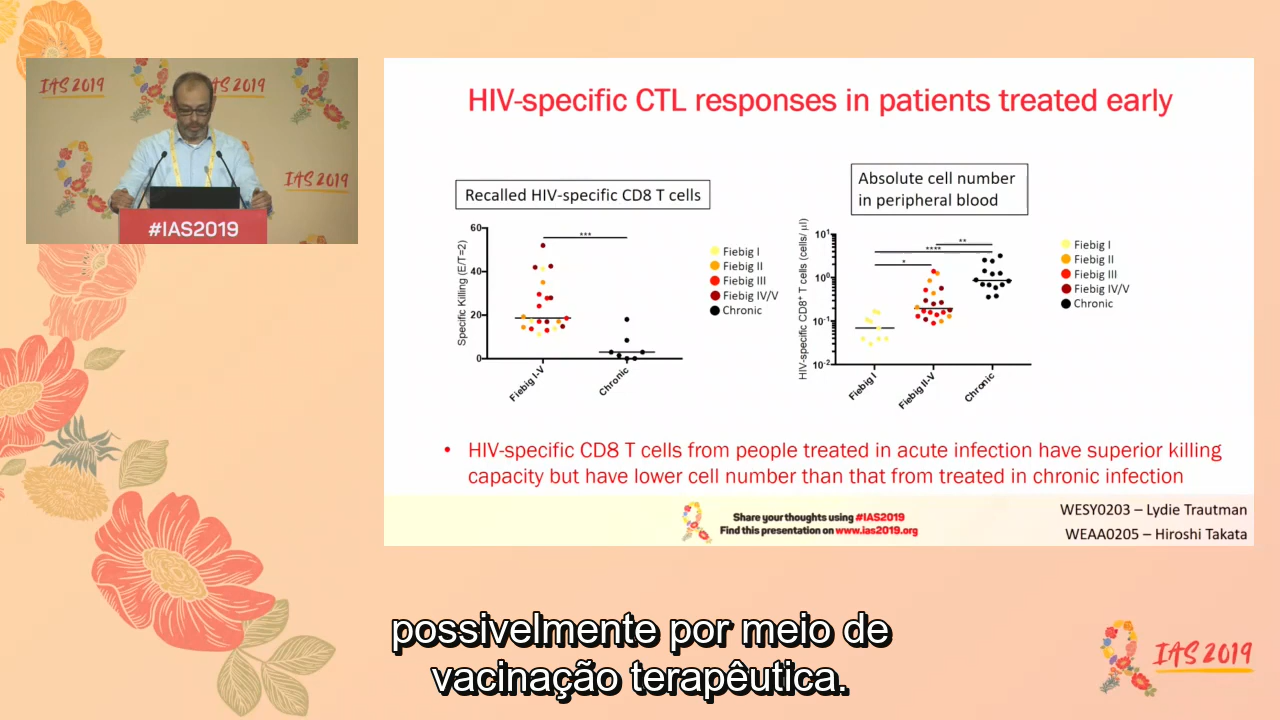 IAS 2019
AS 2019
IAS 2019
#IAS2019
HIV-specific CTL responses in patients treated early
Recalled HIV-specific CD8 T cells
Specific Killing (E/T=2)
60
40
20
0
***
Fiebig I-V
Chronic
Fiebig I
Fiebig II
Fiebig III
Fiebig IV/V
Chronic
Absolute cell number
in peripheral blood
HIV-specific CD8⁺ T cells (cells/ µl)
10¹
10⁰
10⁻¹
10⁻²
**
****
*
Fiebig I
Fiebig II-V
Chronic
Fiebig I
Fiebig II
Fiebig III
Fiebig IV/V
Chronic
• HIV-specific CD8 T cells from people treated in acute infection have superior killing
capacity but have lower cell number than that from treated in chronic infection
Share your thoughts using #IAS2019
Find this presentation on www.ias2019.org
WESY0203 – Lydie Trautman
WEAA0205 – Hiroshi Takata
possivelmente por meio de
vacinação terapêutica.
IAS 2019